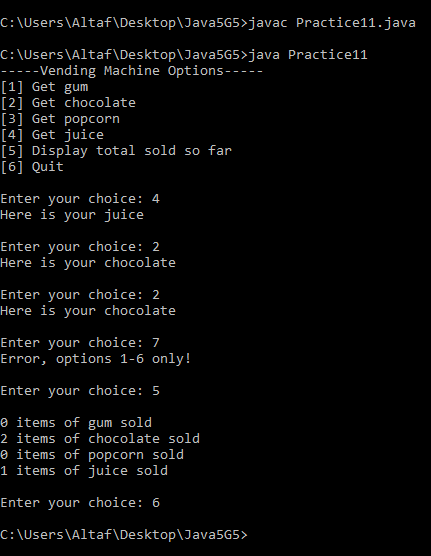 C:\Users\Altaf\Desktop\Java5G5>javac Practice11.java
C:\Users\Altaf\Desktop\Java5G5>java Practice11
-----Vending Machine Options-----
[1] Get gum
[2] Get chocolate
[3] Get popcorn
[4] Get juice
[5] Display total sold so far
[6] Quit
Enter your choice: 4
Here is your juice
Enter your choice: 2
Here is your chocolate
Enter your choice: 2
Here is your chocolate
Enter your choice: 7
Error, options 1-6 only!
Enter your choice: 5
0 items of gum sold
2 items of chocolate sold
0 items of popcorn sold
1 items of juice sold
Enter your choice: 6
C:\Users\Altaf\Desktop\Java5G5>